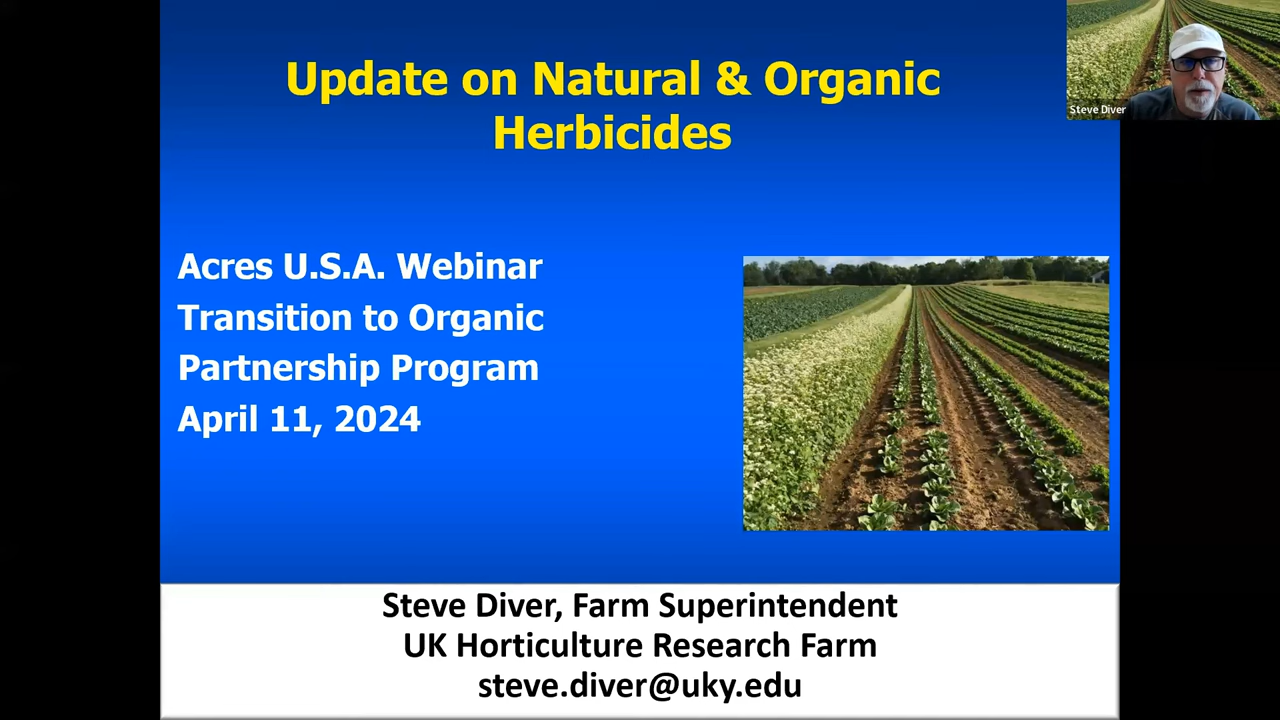 Update on Natural & Organic
Herbicides
Steve Diver
Acres U.S.A. Webinar
Transition to Organic
Partnership Program
April 11, 2024
Steve Diver, Farm Superintendent
UK Horticulture Research Farm
steve.diver@uky.edu